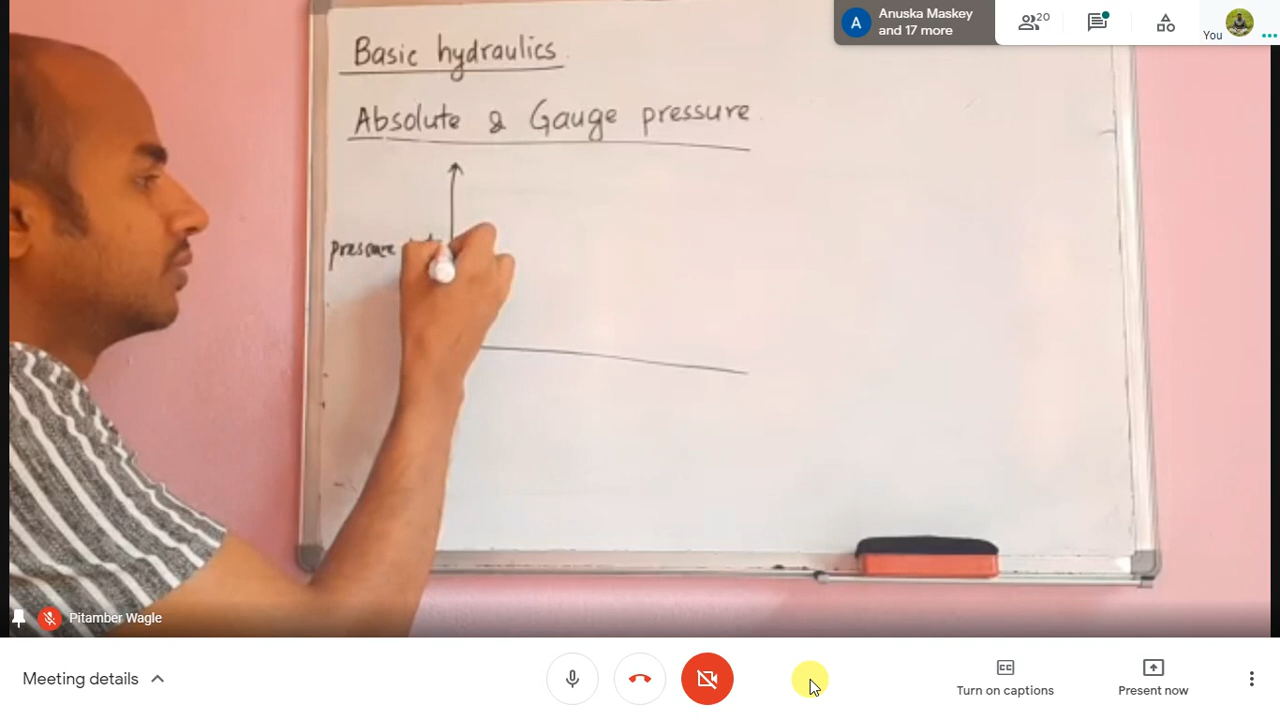 Anuska Maskey
and 17 more
A
20
You
Basic hydraulics
Absolute & Gauge pressure
pressure
Pitamber Wagle
Meeting details
CC
Turn on captions
Present now